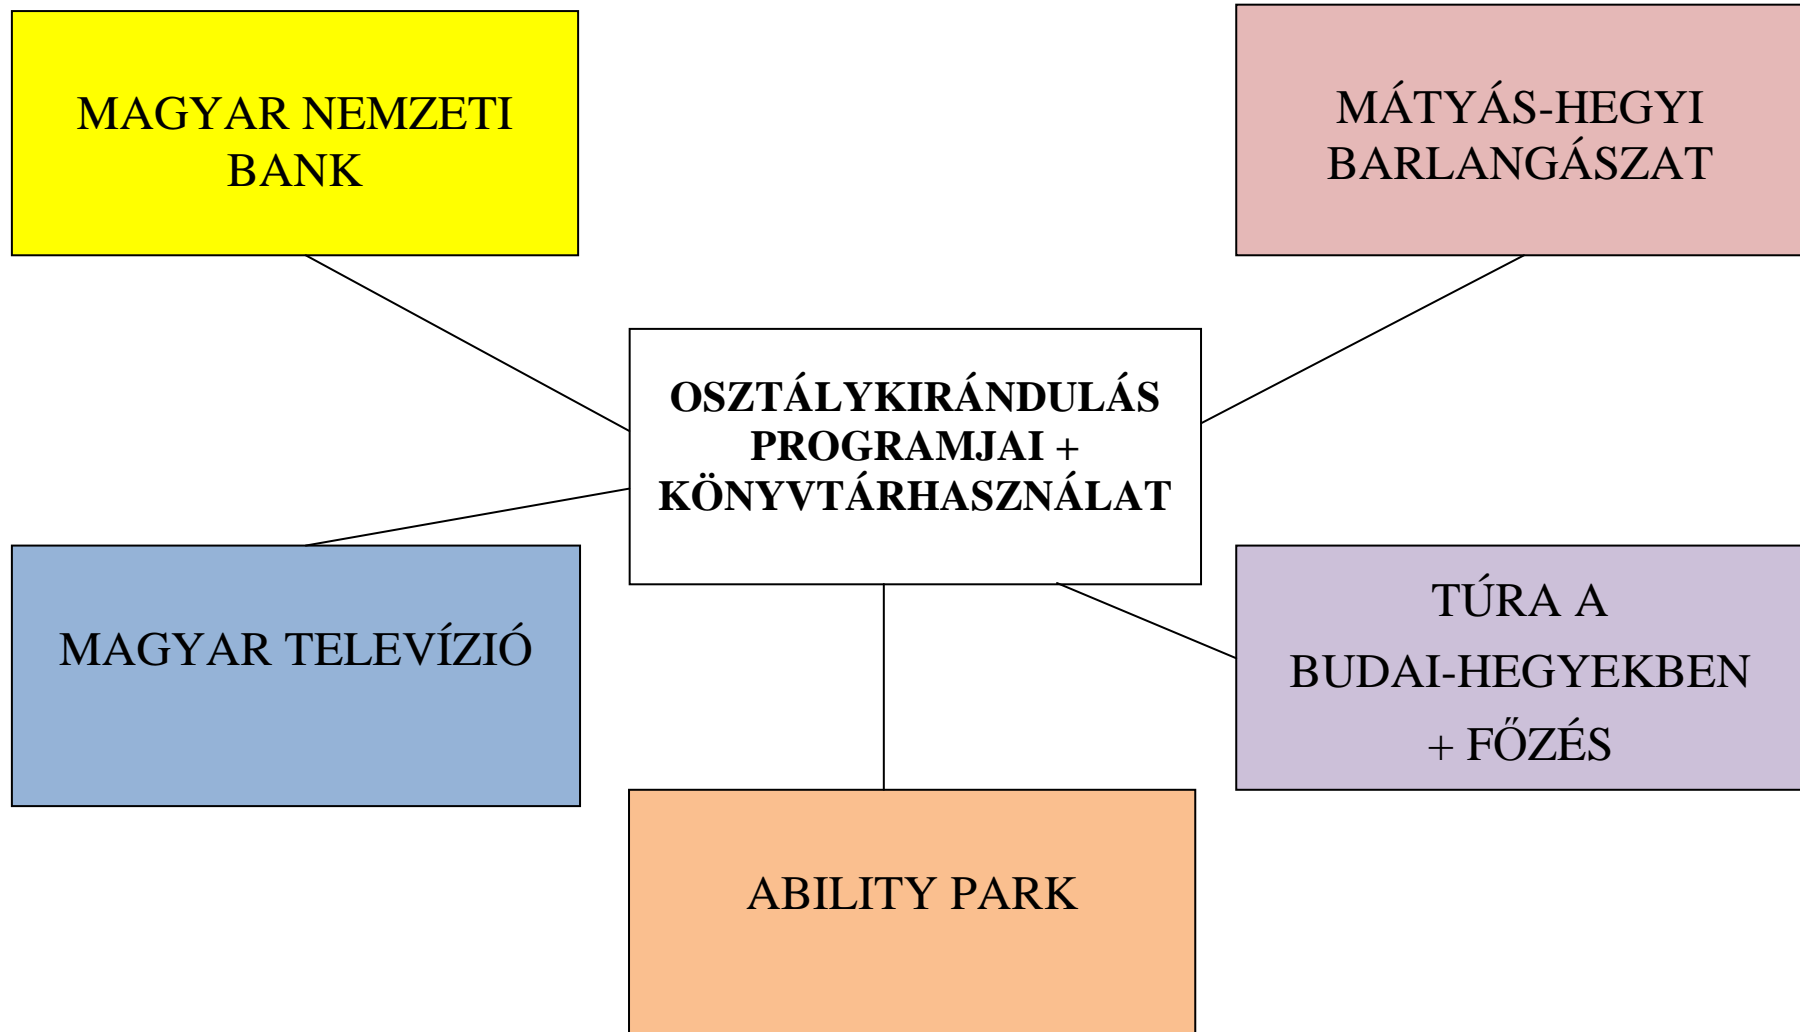 MAGYAR NEMZETI
BANK
MÁTYÁS-HEGYI
BARLANGÁSZAT
OSZTÁLYKIRÁNDULÁS
PROGRAMJAI +
KÖNYVTÁRHASZNÁLAT
MAGYAR TELEVÍZIÓ
TÚRA A
BUDAI-HEGYEKBEN
+ FŐZÉS
ABILITY PARK